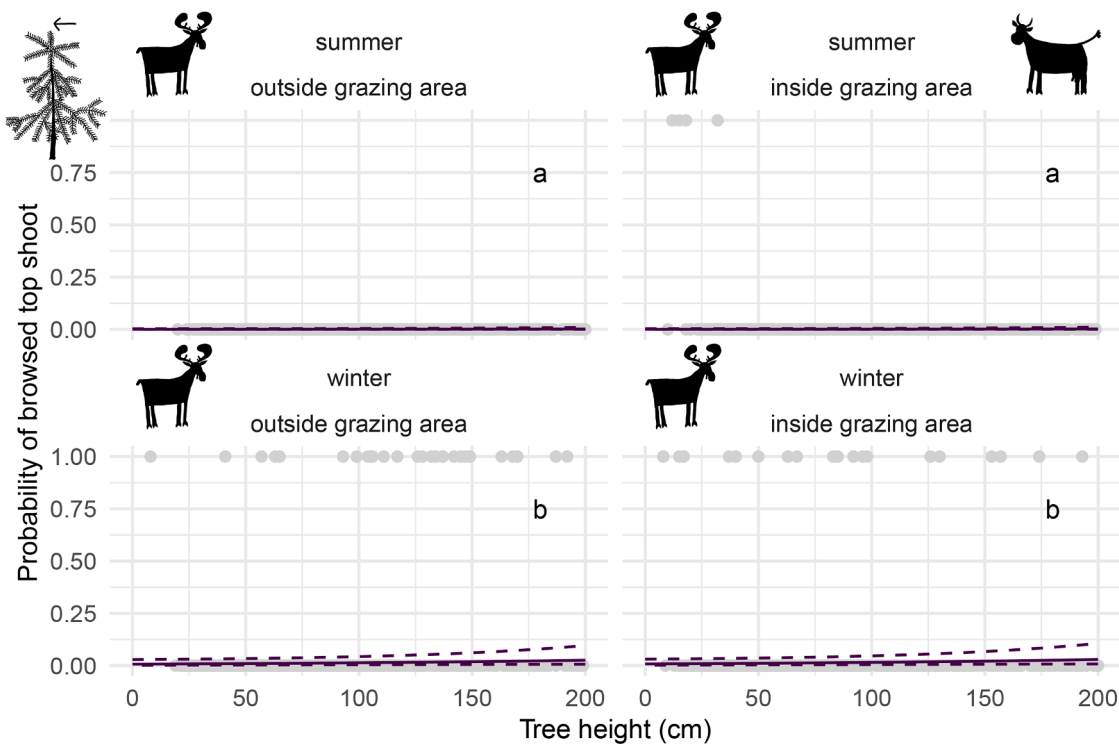 summer
outside grazing area
summer
inside grazing area
Probability of browsed top shoot
0.75
0.50
0.25
0.00
a
a
winter
outside grazing area
winter
inside grazing area
1.00
0.75
0.50
0.25
0.00
b
b
0
50
100
150
200
0
50
100
150
200
Tree height (cm)